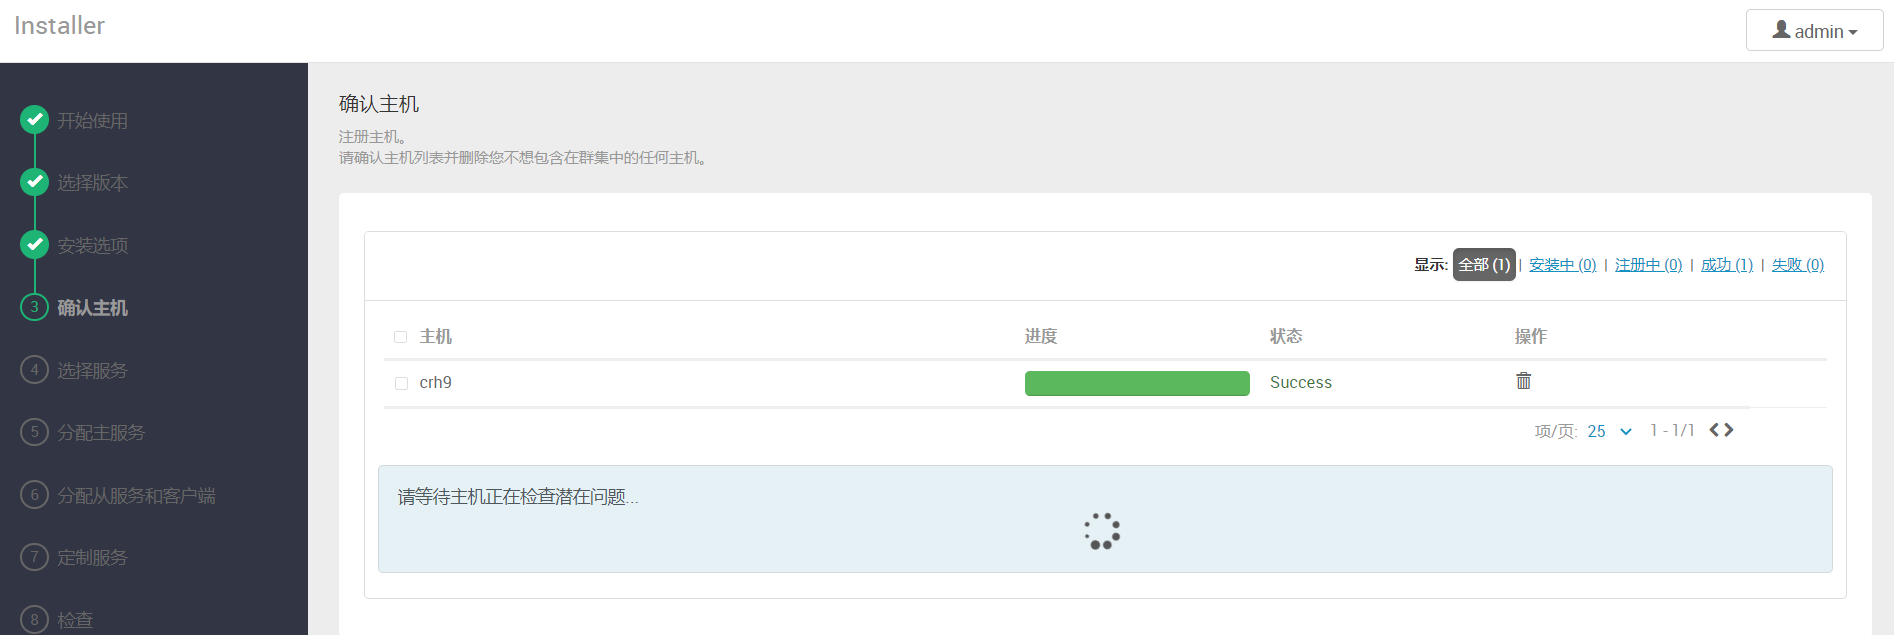 Installer
admin
开始使用
选择版本
安装选项
3 确认主机
4 选择服务
5 分配主服务
6 分配从服务和客户端
7 定制服务
8 检查
确认主机
注册主机。
请确认主机列表并删除您不想包含在群集中的任何主机。
显示: 全部 (1) | 安装中 (0) | 注册中 (0) | 成功 (1) | 失败 (0)
主机 进度 状态 操作
crh9 Success
项/页: 25 1 - 1/1
请等待主机正在检查潜在问题...